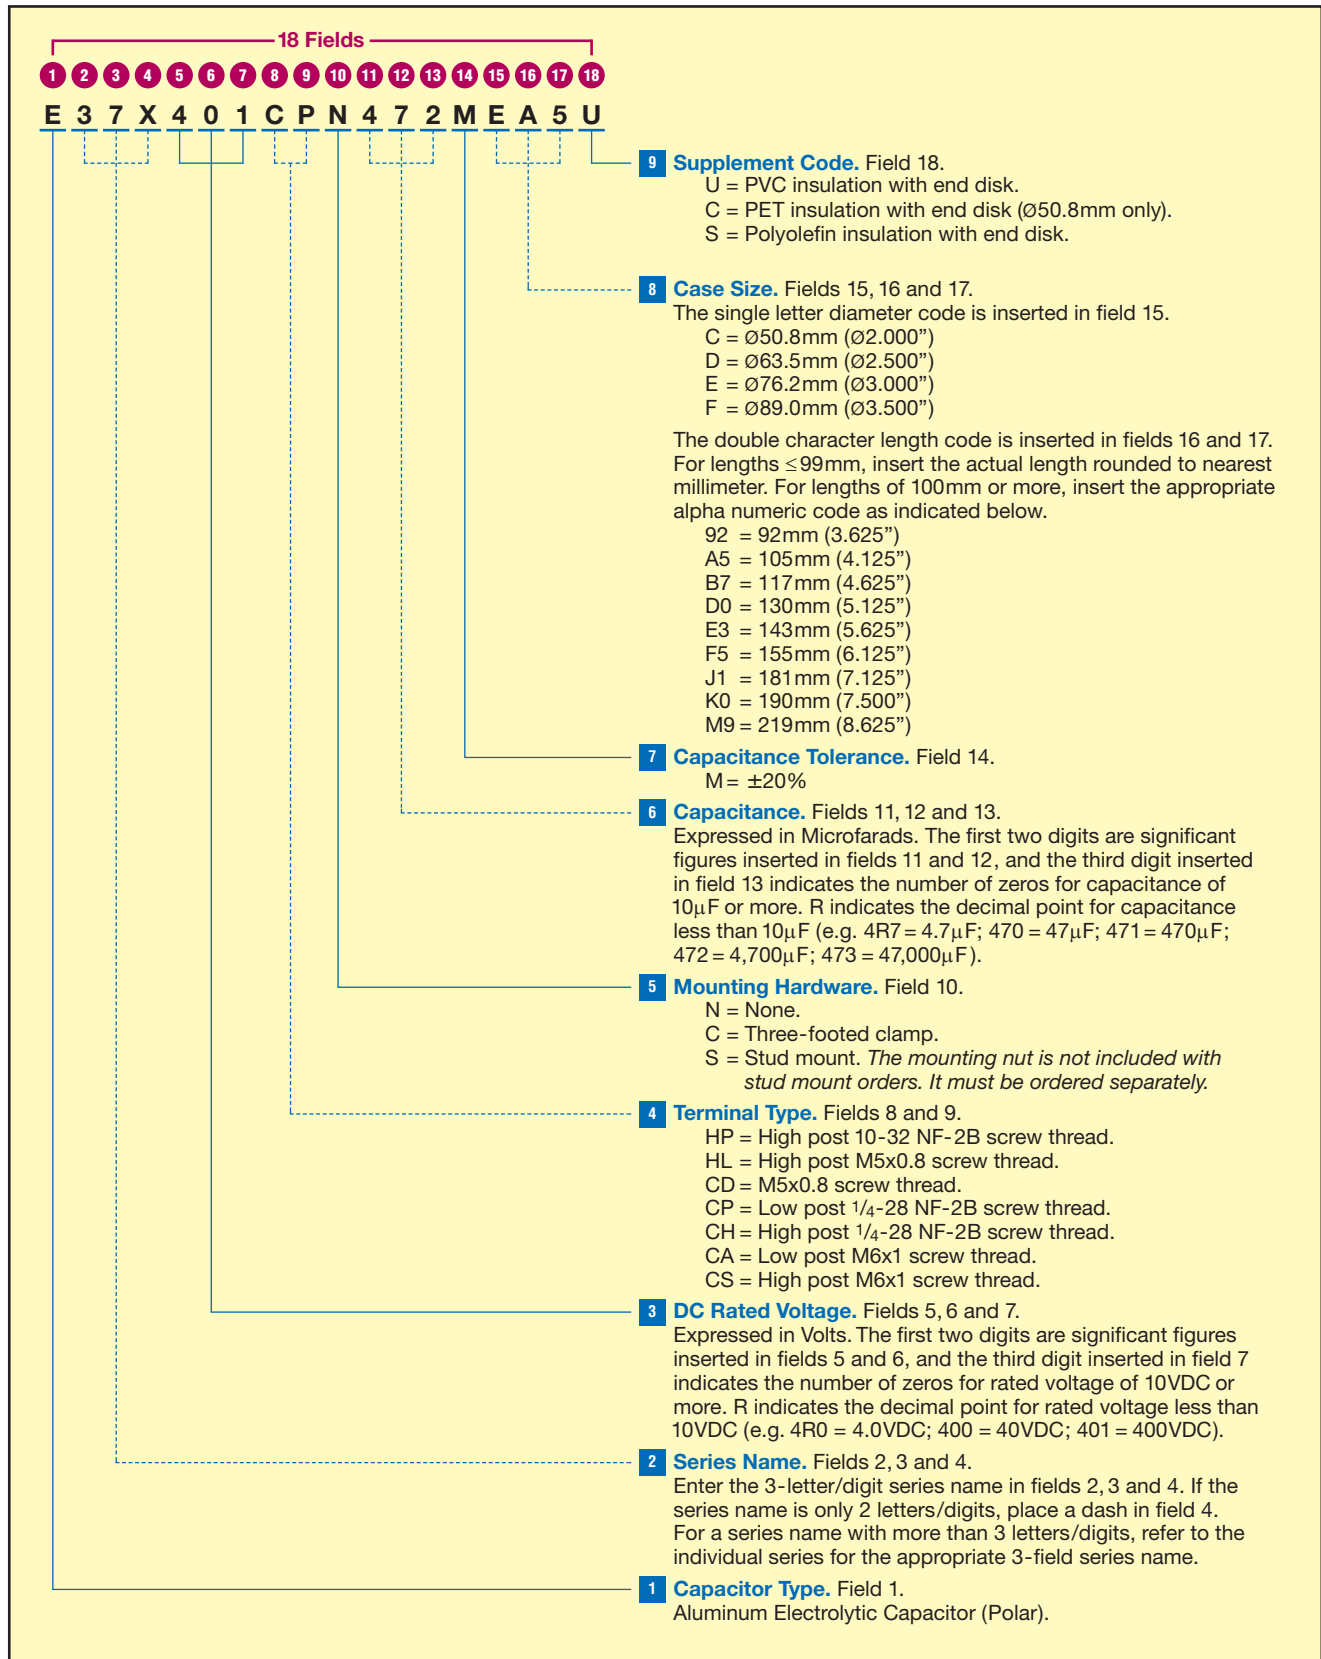 18 Fields
1 2 3 4 5 6 7 8 9 10 11 12 13 14 15 16 17 18
E 3 7 X 4 0 1 C P N 4 7 2 M E A 5 U
9 Supplement Code. Field 18.
U = PVC insulation with end disk.
C = PET insulation with end disk (Ø50.8mm only).
S = Polyolefin insulation with end disk.
8 Case Size. Fields 15, 16 and 17.
The single letter diameter code is inserted in field 15.
C = Ø50.8mm (Ø2.000”)
D = Ø63.5mm (Ø2.500”)
E = Ø76.2mm (Ø3.000”)
F = Ø89.0mm (Ø3.500”)
The double character length code is inserted in fields 16 and 17.
For lengths ≤99mm, insert the actual length rounded to nearest
millimeter. For lengths of 100mm or more, insert the appropriate
alpha numeric code as indicated below.
92 = 92mm (3.625”)
A5 = 105mm (4.125”)
B7 = 117mm (4.625”)
D0 = 130mm (5.125”)
E3 = 143mm (5.625”)
F5 = 155mm (6.125”)
J1 = 181mm (7.125”)
K0 = 190mm (7.500”)
M9 = 219mm (8.625”)
7 Capacitance Tolerance. Field 14.
M = ±20%
6 Capacitance. Fields 11, 12 and 13.
Expressed in Microfarads. The first two digits are significant
figures inserted in fields 11 and 12, and the third digit inserted
in field 13 indicates the number of zeros for capacitance of
10µF or more. R indicates the decimal point for capacitance
less than 10µF (e.g. 4R7 = 4.7µF; 470 = 47µF; 471 = 470µF;
472 = 4,700µF; 473 = 47,000µF).
5 Mounting Hardware. Field 10.
N = None.
C = Three-footed clamp.
S = Stud mount. The mounting nut is not included with
stud mount orders. It must be ordered separately.
4 Terminal Type. Fields 8 and 9.
HP = High post 10-32 NF-2B screw thread.
HL = High post M5x0.8 screw thread.
CD = M5x0.8 screw thread.
CP = Low post 1/4-28 NF-2B screw thread.
CH = High post 1/4-28 NF-2B screw thread.
CA = Low post M6x1 screw thread.
CS = High post M6x1 screw thread.
3 DC Rated Voltage. Fields 5, 6 and 7.
Expressed in Volts. The first two digits are significant figures
inserted in fields 5 and 6, and the third digit inserted in field 7
indicates the number of zeros for rated voltage of 10VDC or
more. R indicates the decimal point for rated voltage less than
10VDC (e.g. 4R0 = 4.0VDC; 400 = 40VDC; 401 = 400VDC).
2 Series Name. Fields 2, 3 and 4.
Enter the 3-letter/digit series name in fields 2, 3 and 4. If the
series name is only 2 letters/digits, place a dash in field 4.
For a series name with more than 3 letters/digits, refer to the
individual series for the appropriate 3-field series name.
1 Capacitor Type. Field 1.
Aluminum Electrolytic Capacitor (Polar).